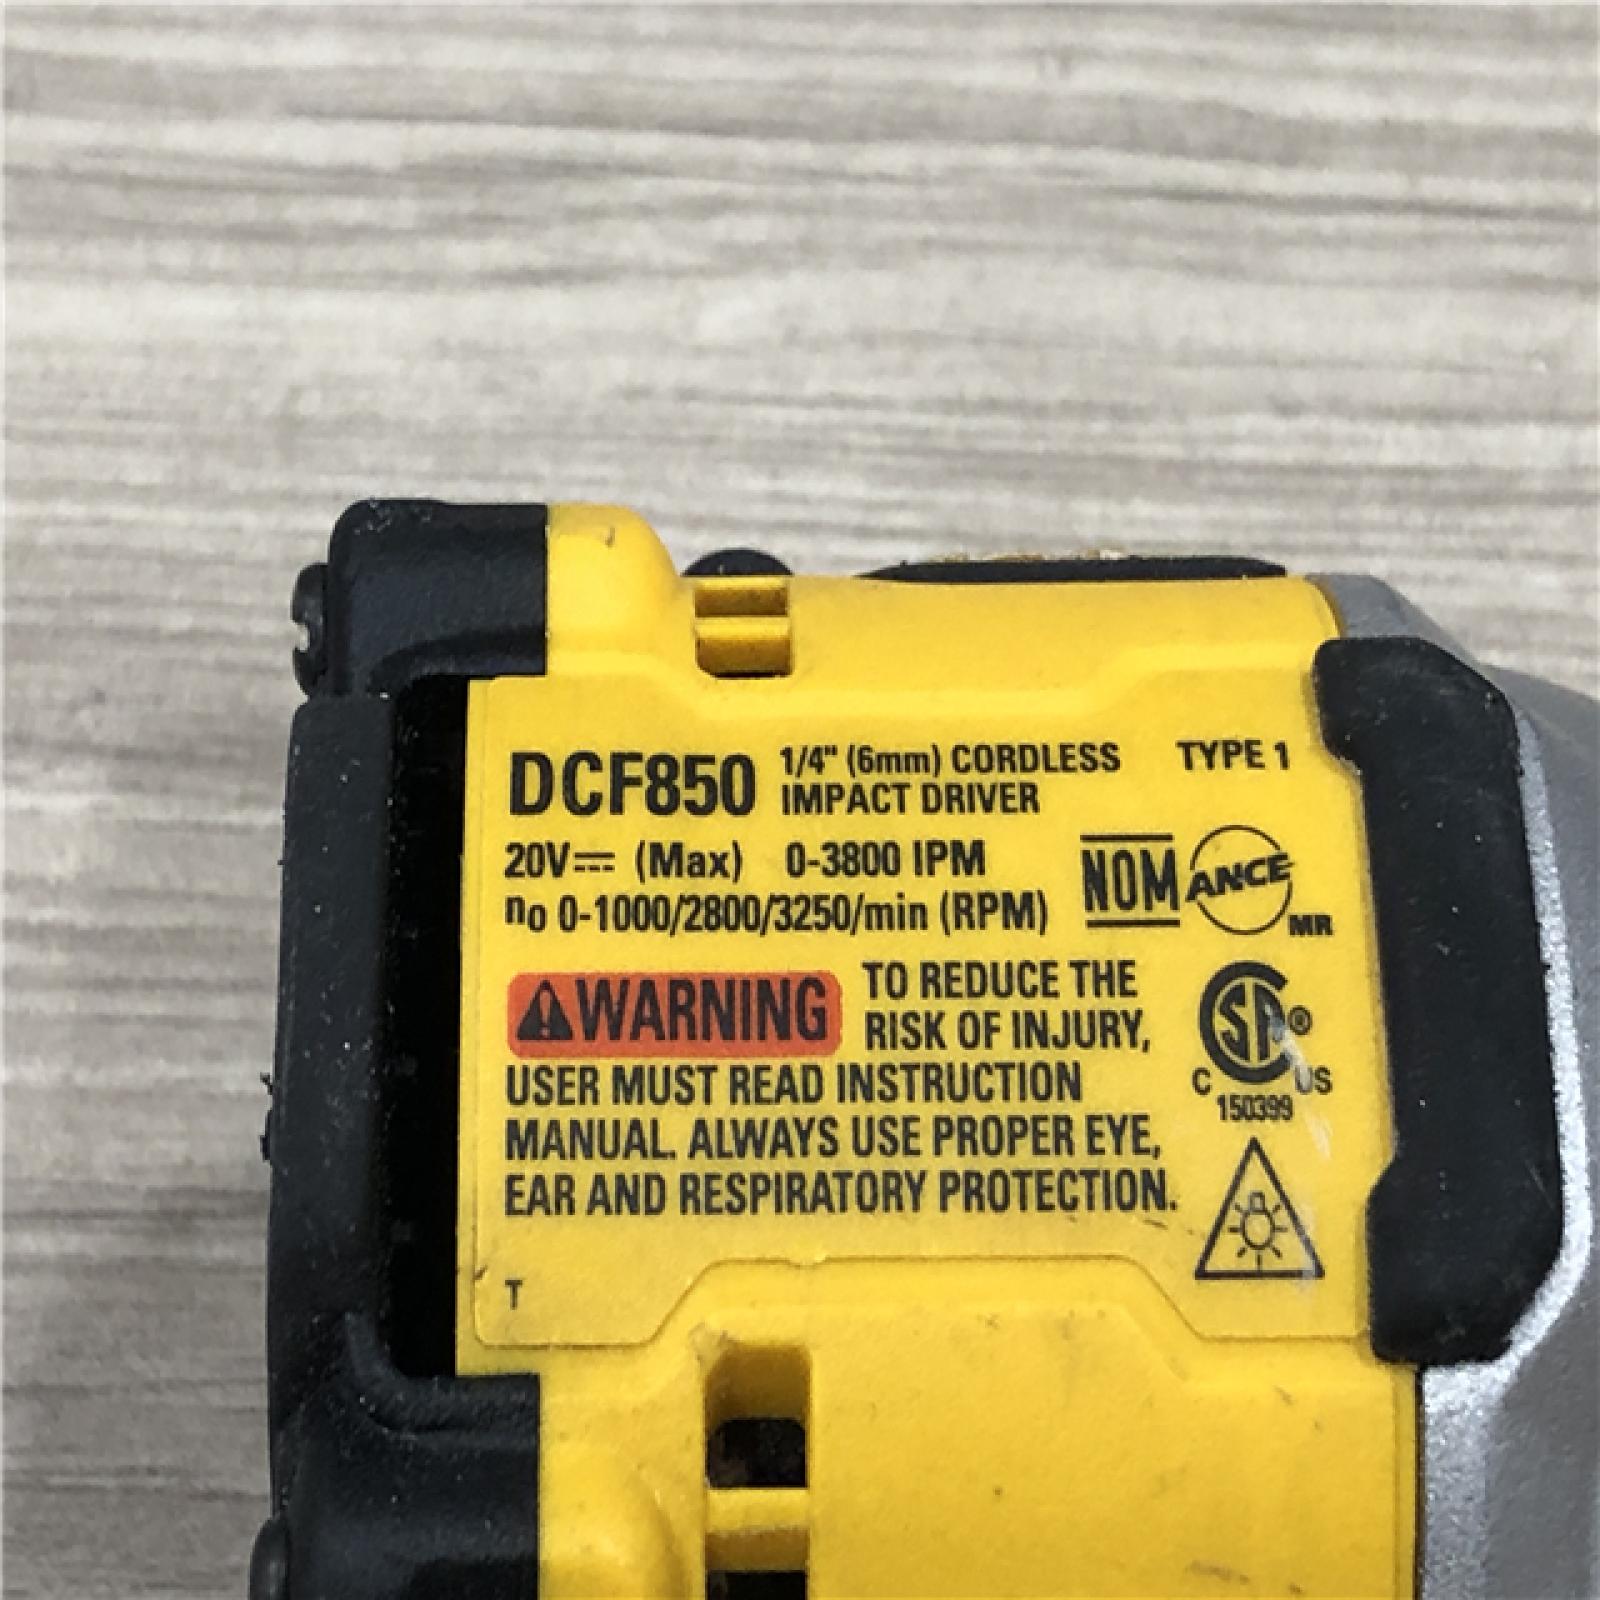 DCF850 1/4" (6mm) CORDLESS IMPACT DRIVER TYPE 1
20V⎓ (Max) 0-3800 IPM
no 0-1000/2800/3250/min (RPM)
NOM ANCE MR
⚠WARNING TO REDUCE THE
RISK OF INJURY,
USER MUST READ INSTRUCTION
MANUAL. ALWAYS USE PROPER EYE,
EAR AND RESPIRATORY PROTECTION.
SA®
C US
150399
T